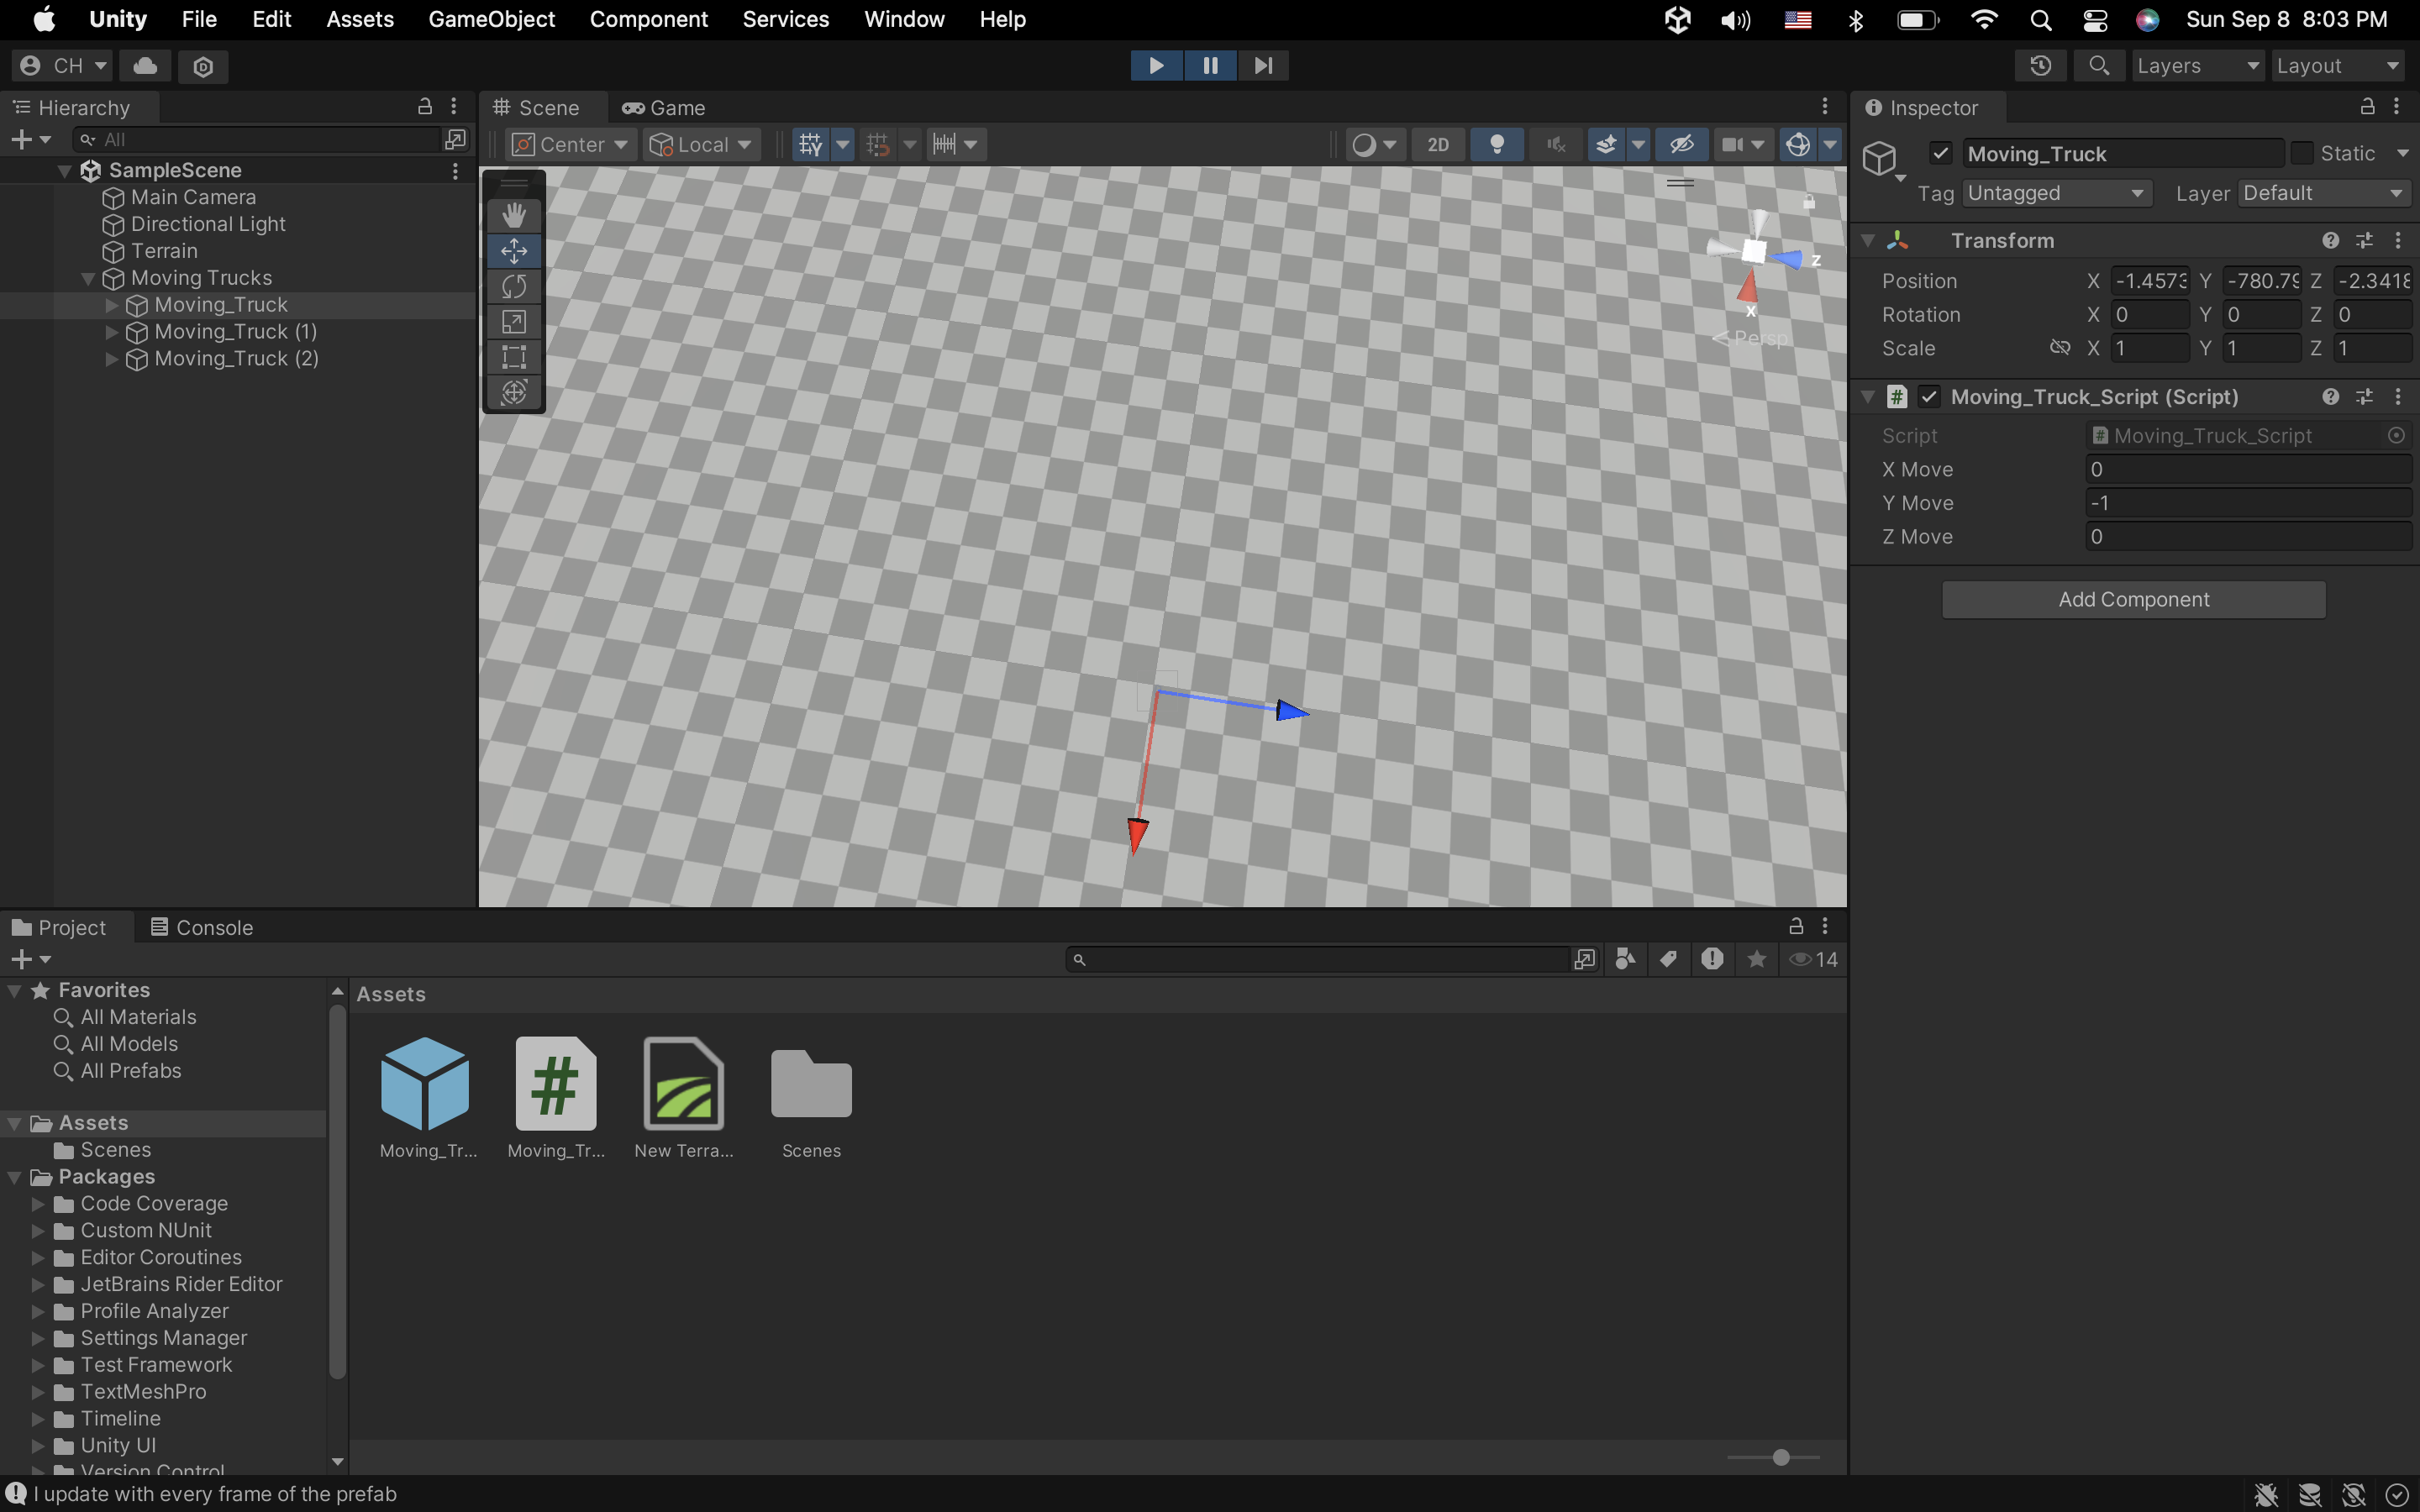 Unity File Edit Assets GameObject Component Services Window Help Sun Sep 8 8:03 PM
CH Layers Layout
Hierarchy
All
SampleScene
Main Camera
Directional Light
Terrain
Moving Trucks
Moving_Truck
Moving_Truck (1)
Moving_Truck (2)
Scene Game
Center Local 2D
z
x
Persp
Inspector
Moving_Truck Static
Tag Untagged Layer Default
Transform
Position X -1.4573 Y -780.79 Z -2.3418
Rotation X 0 Y 0 Z 0
Scale X 1 Y 1 Z 1
# Moving_Truck_Script (Script)
Script # Moving_Truck_Script
X Move 0
Y Move -1
Z Move 0
Add Component
Project Console
14
Favorites
All Materials
All Models
All Prefabs
Assets
Scenes
Packages
Code Coverage
Custom NUnit
Editor Coroutines
JetBrains Rider Editor
Profile Analyzer
Settings Manager
Test Framework
TextMeshPro
Timeline
Unity UI
Version Control
Assets
#
Moving_Tr... Moving_Tr... New Terra... Scenes
I update with every frame of the prefab